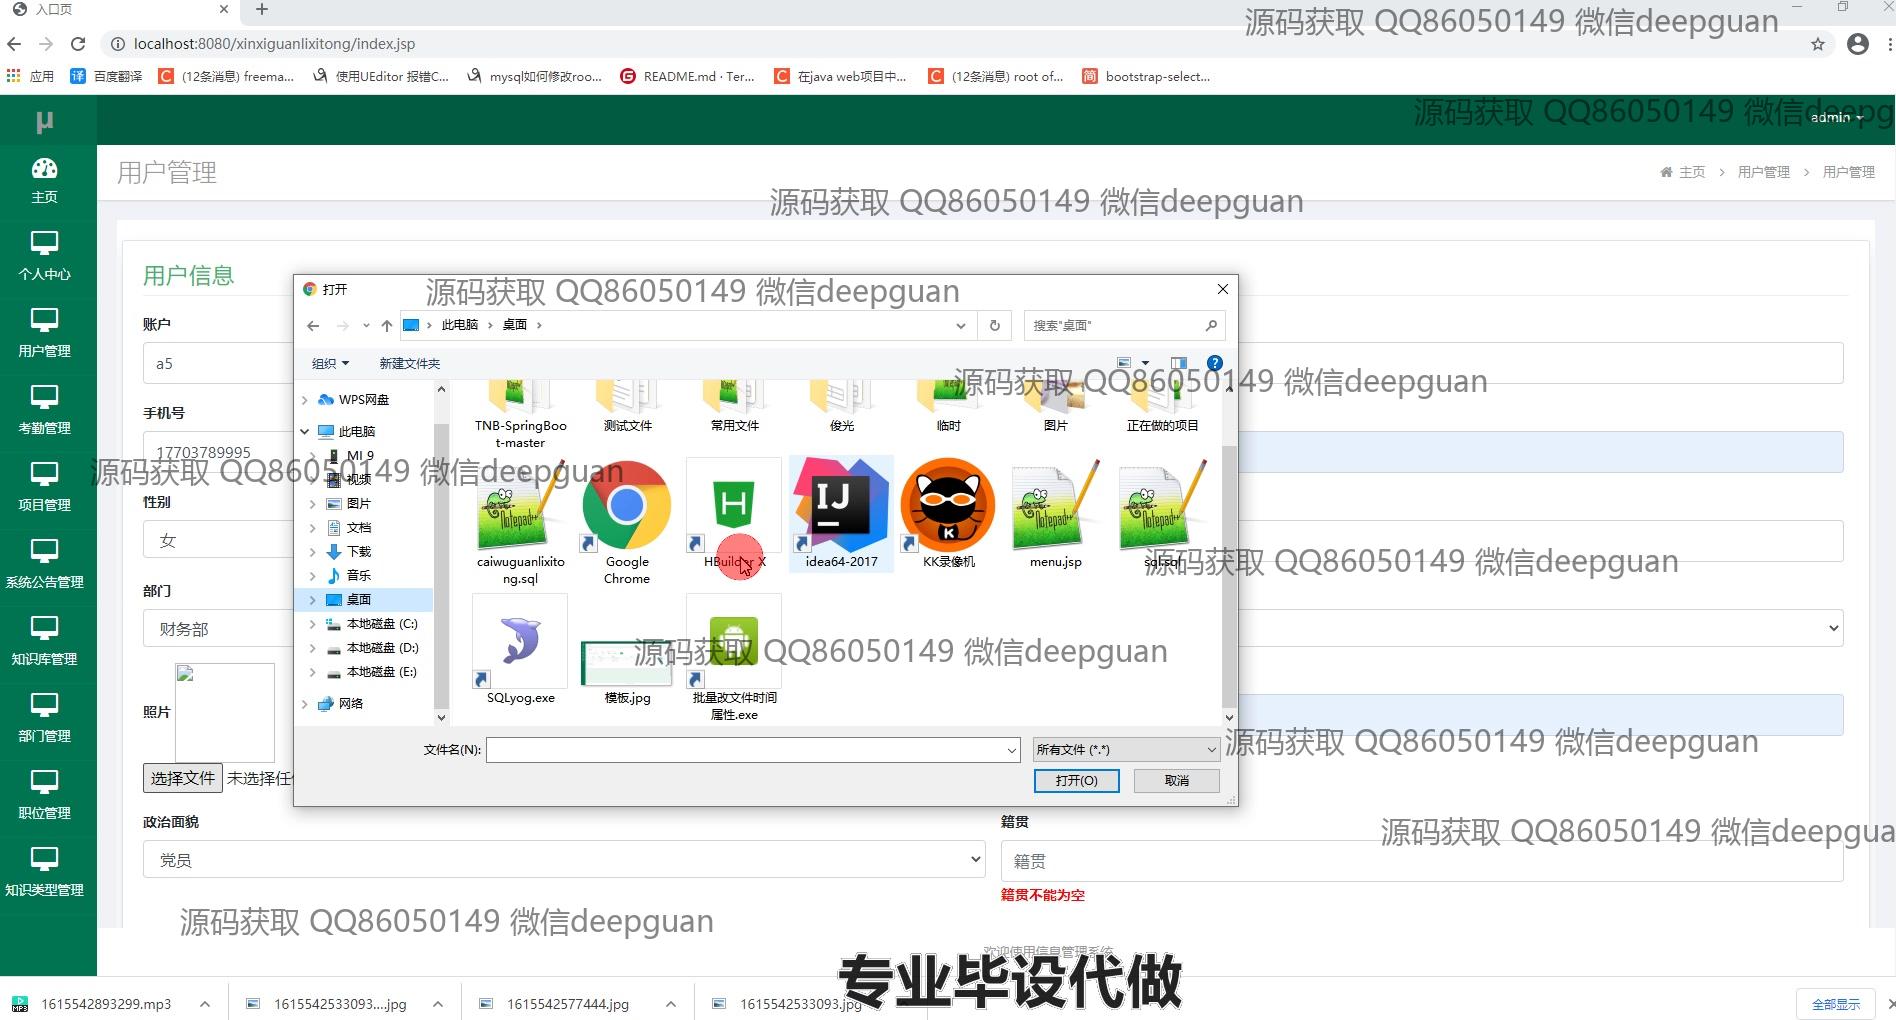 入口页
localhost:8080/xinxiguanlixitong/index.jsp
源码获取 QQ86050149 微信deepguan
应用
百度翻译
(12条消息) freema...
使用UEditor 报错C...
mysql如何修改roo...
README.md · Ter...
在java web项目中...
(12条消息) root of...
bootstrap-select...
源码获取 QQ86050149 微信deepg
admin
μ
主页
个人中心
用户管理
考勤管理
项目管理
系统公告管理
知识库管理
部门管理
职位管理
知识类型管理
用户管理
主页 > 用户管理 > 用户管理
源码获取 QQ86050149 微信deepguan
用户信息
账户
a5
手机号
17703789995
源码获取 QQ86050149 微信deepguan
性别
女
部门
财务部
照片
选择文件 未选择任
打开
源码获取 QQ86050149 微信deepguan
此电脑 > 桌面 >
搜索"桌面"
组织
新建文件夹
源码获取 QQ86050149 微信deepguan
WPS网盘
此电脑
MI 9
视频
图片
文档
下载
音乐
桌面
本地磁盘 (C:)
本地磁盘 (D:)
本地磁盘 (E:)
网络
TNB-SpringBoo
t-master
测试文件
常用文件
俊光
临时
图片
正在做的项目
caiwuguanlixito
ng.sql
Google
Chrome
HBuilder X
idea64-2017
KK录像机
menu.jsp
sql.sql
源码获取 QQ86050149 微信deepguan
SQLyog.exe
模板.jpg
批量改文件时间
属性.exe
源码获取 QQ86050149 微信deepguan
文件名(N):
所有文件 (*.*)
源码获取 QQ86050149 微信deepguan
打开(O)
取消
政治面貌
党员
籍贯
籍贯
籍贯不能为空
源码获取 QQ86050149 微信deepgua
源码获取 QQ86050149 微信deepguan
欢迎使用信息管理系统
专业毕设代做
1615542893299.mp3
1615542533093....jpg
1615542577444.jpg
1615542533093.jpg
全部显示